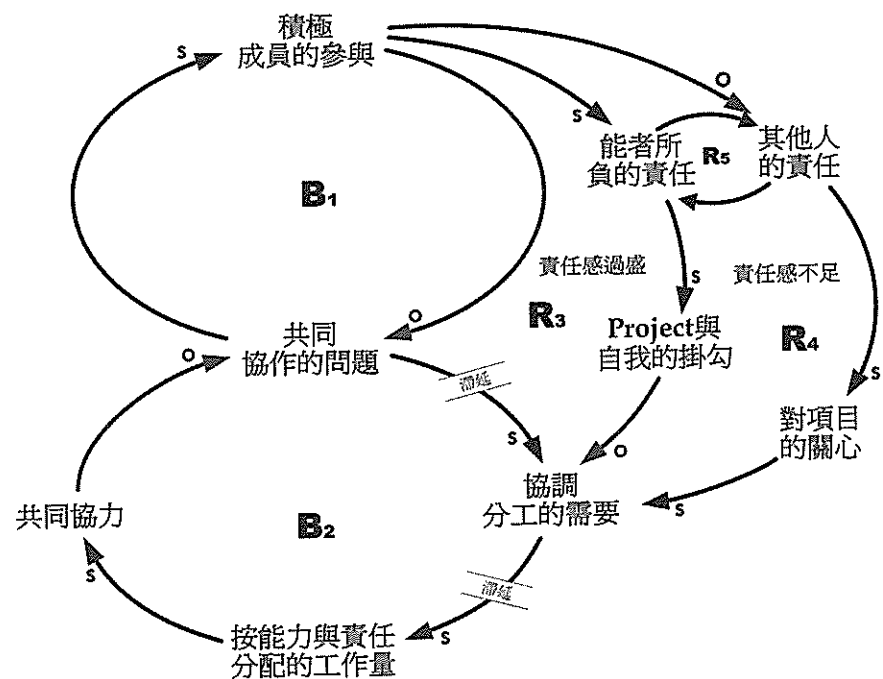 積極
成員的參與
s
O
s
能者所
負的責任
R5
其他人
的責任
B1
責任感過盛
s
責任感不足
R3
O
Project與
自我的掛勾
R4
共同
協作的問題
O
滯延
s
s
O
對項目
的關心
協調
分工的需要
s
共同協力
B2
s
滯延
s
按能力與責任
分配的工作量